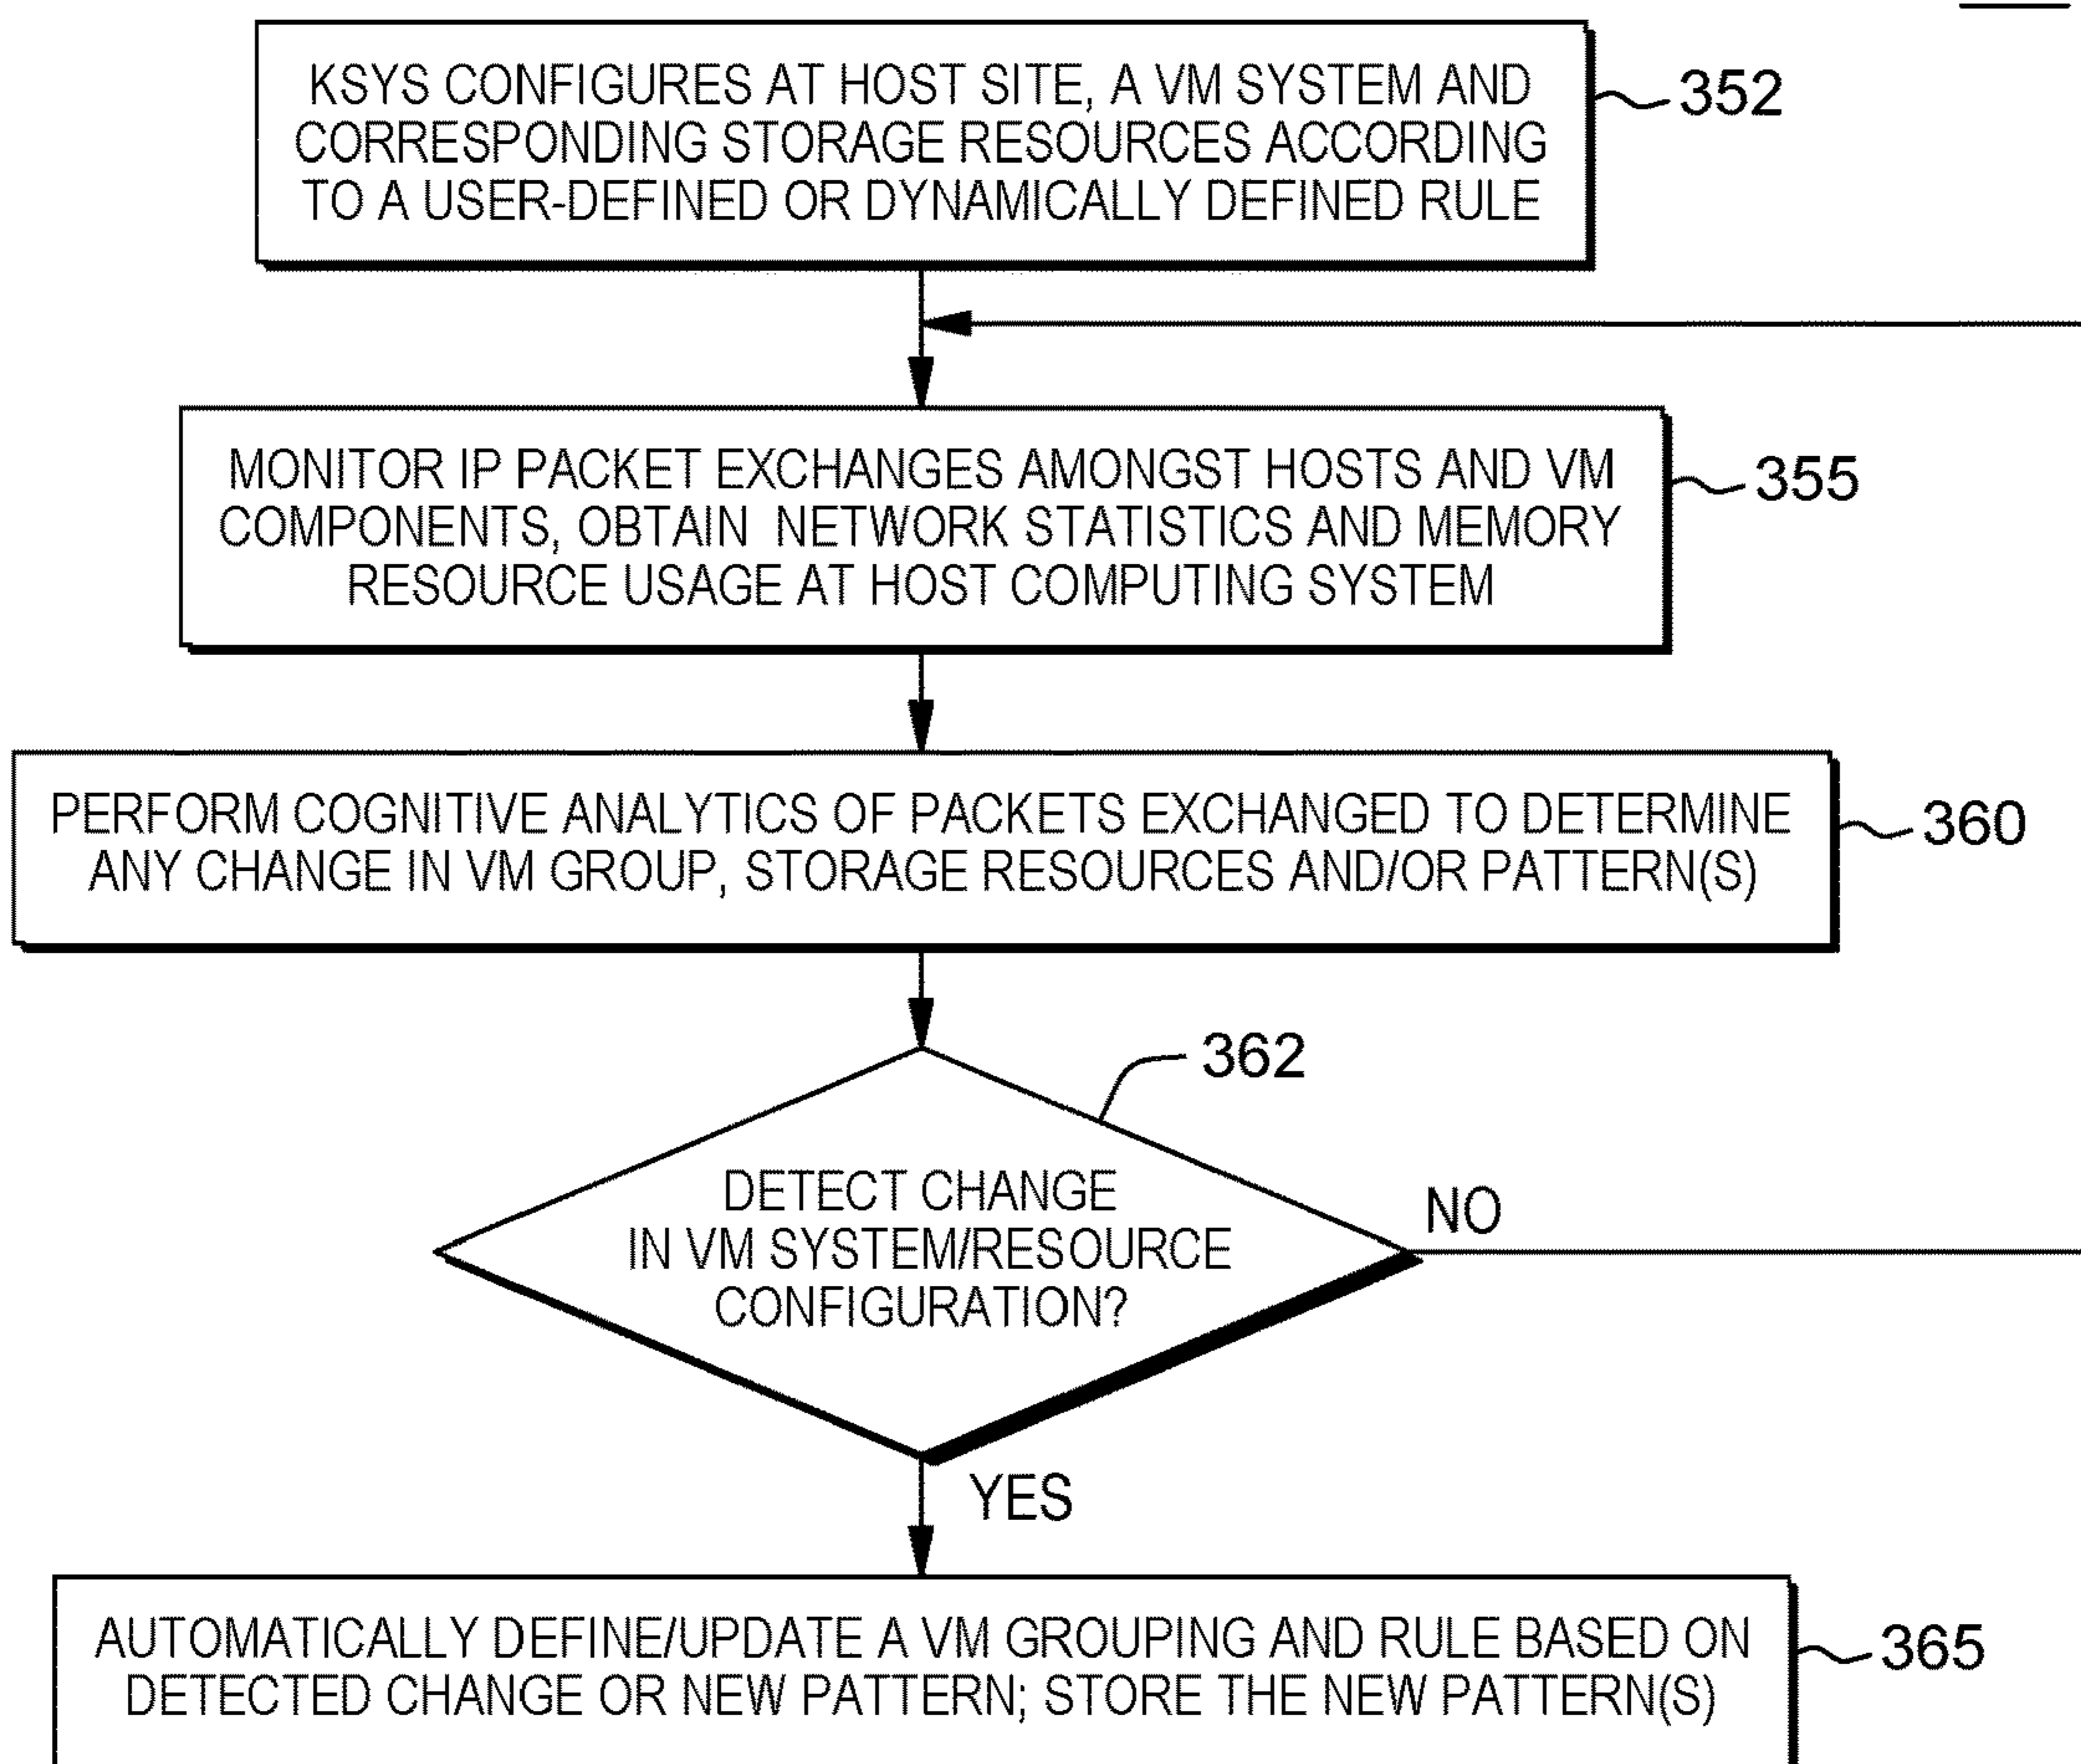 KSYS CONFIGURES AT HOST SITE, A VM SYSTEM AND
CORRESPONDING STORAGE RESOURCES ACCORDING
TO A USER-DEFINED OR DYNAMICALLY DEFINED RULE
352
MONITOR IP PACKET EXCHANGES AMONGST HOSTS AND VM
COMPONENTS, OBTAIN NETWORK STATISTICS AND MEMORY
RESOURCE USAGE AT HOST COMPUTING SYSTEM
355
PERFORM COGNITIVE ANALYTICS OF PACKETS EXCHANGED TO DETERMINE
ANY CHANGE IN VM GROUP, STORAGE RESOURCES AND/OR PATTERN(S)
360
362
DETECT CHANGE
IN VM SYSTEM/RESOURCE
CONFIGURATION?
NO
YES
AUTOMATICALLY DEFINE/UPDATE A VM GROUPING AND RULE BASED ON
DETECTED CHANGE OR NEW PATTERN; STORE THE NEW PATTERN(S)
365